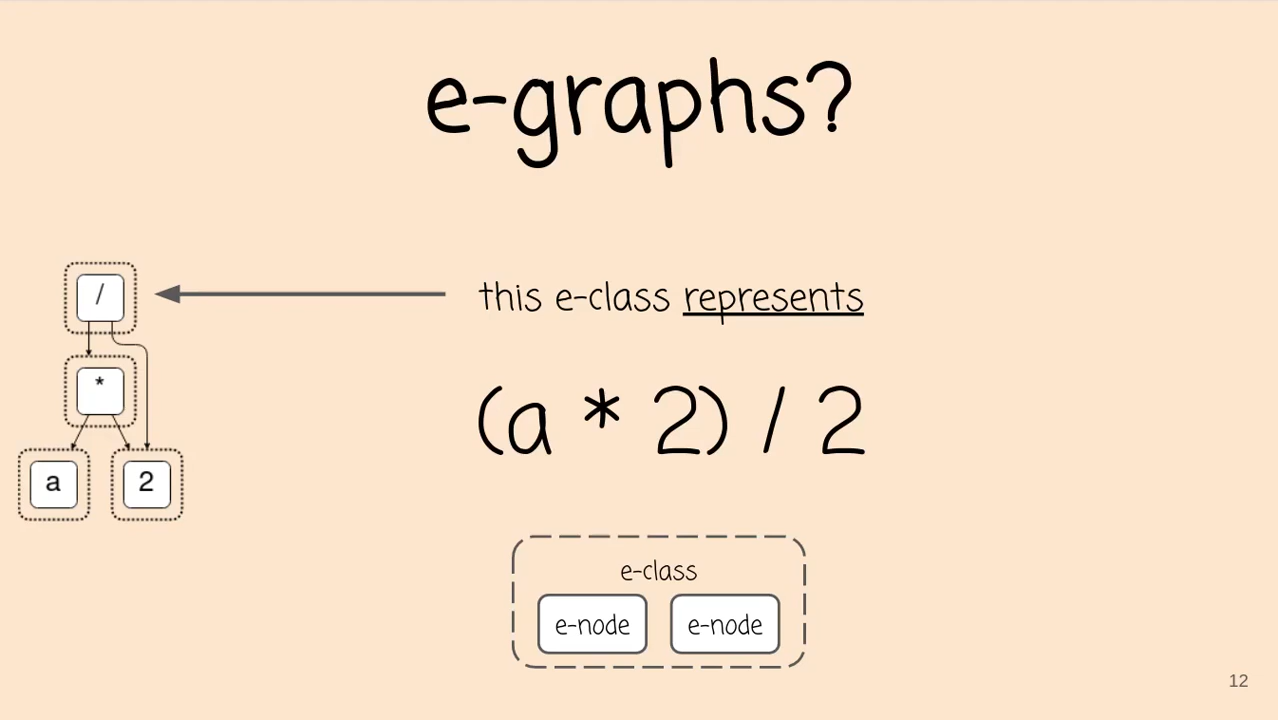 e-graphs?
/
this e-class represents
*
(a * 2) / 2
a
2
e-class
e-node e-node
12